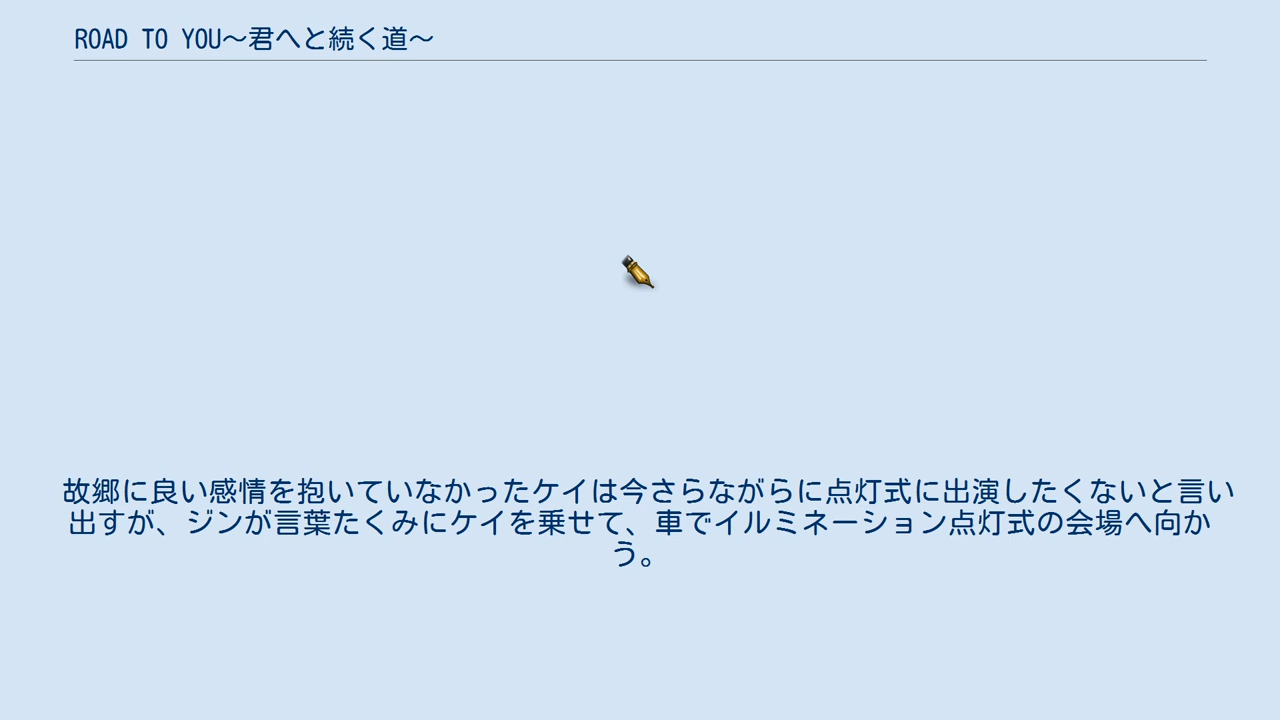 ROAD TO YOU〜君へと続く道〜
故郷に良い感情を抱いていなかったケイは今さらながらに点灯式に出演したくないと言い
出すが、ジンが言葉たくみにケイを乗せて、車でイルミネーション点灯式の会場へ向か
う。